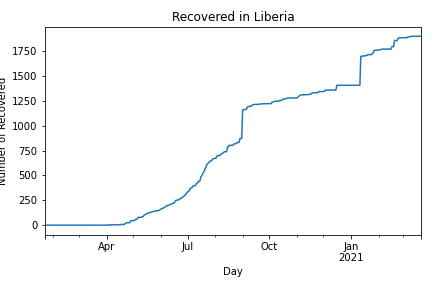 Recovered in Liberia
Number of Recovered
1750
1500
1250
1000
750
500
250
0
Apr
Jul
Oct
Jan
2021
Day